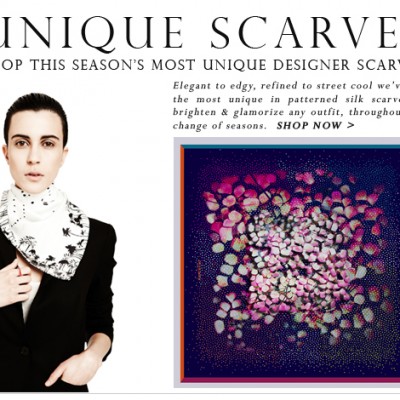 UNIQUE SCARVE
OP THIS SEASON'S MOST UNIQUE DESIGNER SCARV
Elegant to edgy, refined to street cool we'v
the most unique in patterned silk scarve
brighten & glamorize any outfit, throughou
change of seasons. SHOP NOW >